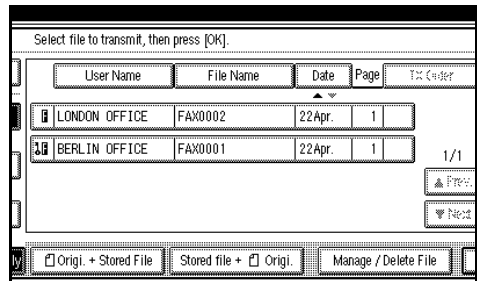 Select file to transmit, then press [OK].
User Name File Name Date Page TX Order
LONDON OFFICE FAX0002 22Apr. 1
BERLIN OFFICE FAX0001 22Apr. 1
1/1
▲ Prev.
▼ Next
Origi. + Stored File Stored file + Origi. Manage / Delete File